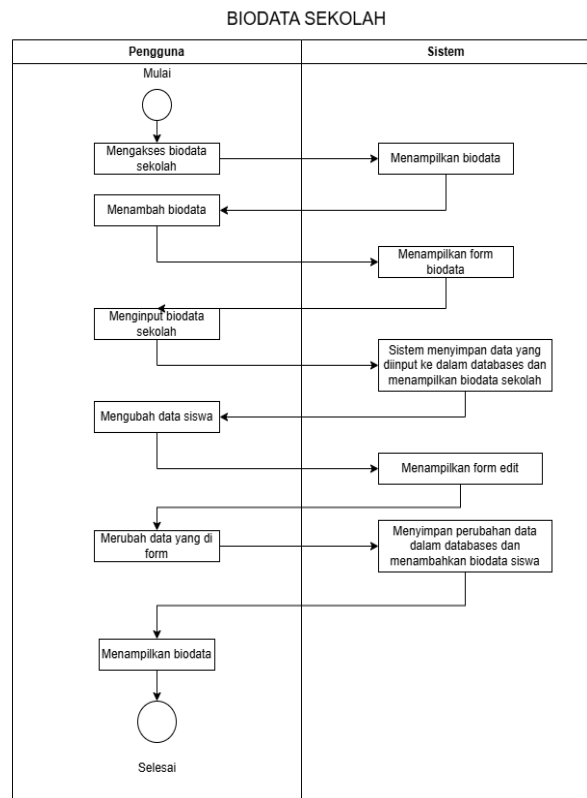 BIODATA SEKOLAH
Pengguna
Sistem
Mulai
Mengakses biodata
sekolah
Menampilkan biodata
Menambah biodata
Menampilkan form
biodata
Menginput biodata
sekolah
Sistem menyimpan data yang
diinput ke dalam databases dan
menampilkan biodata sekolah
Mengubah data siswa
Menampilkan form edit
Merubah data yang di
form
Menyimpan perubahan data
dalam databases dan
menambahkan biodata siswa
Menampilkan biodata
Selesai